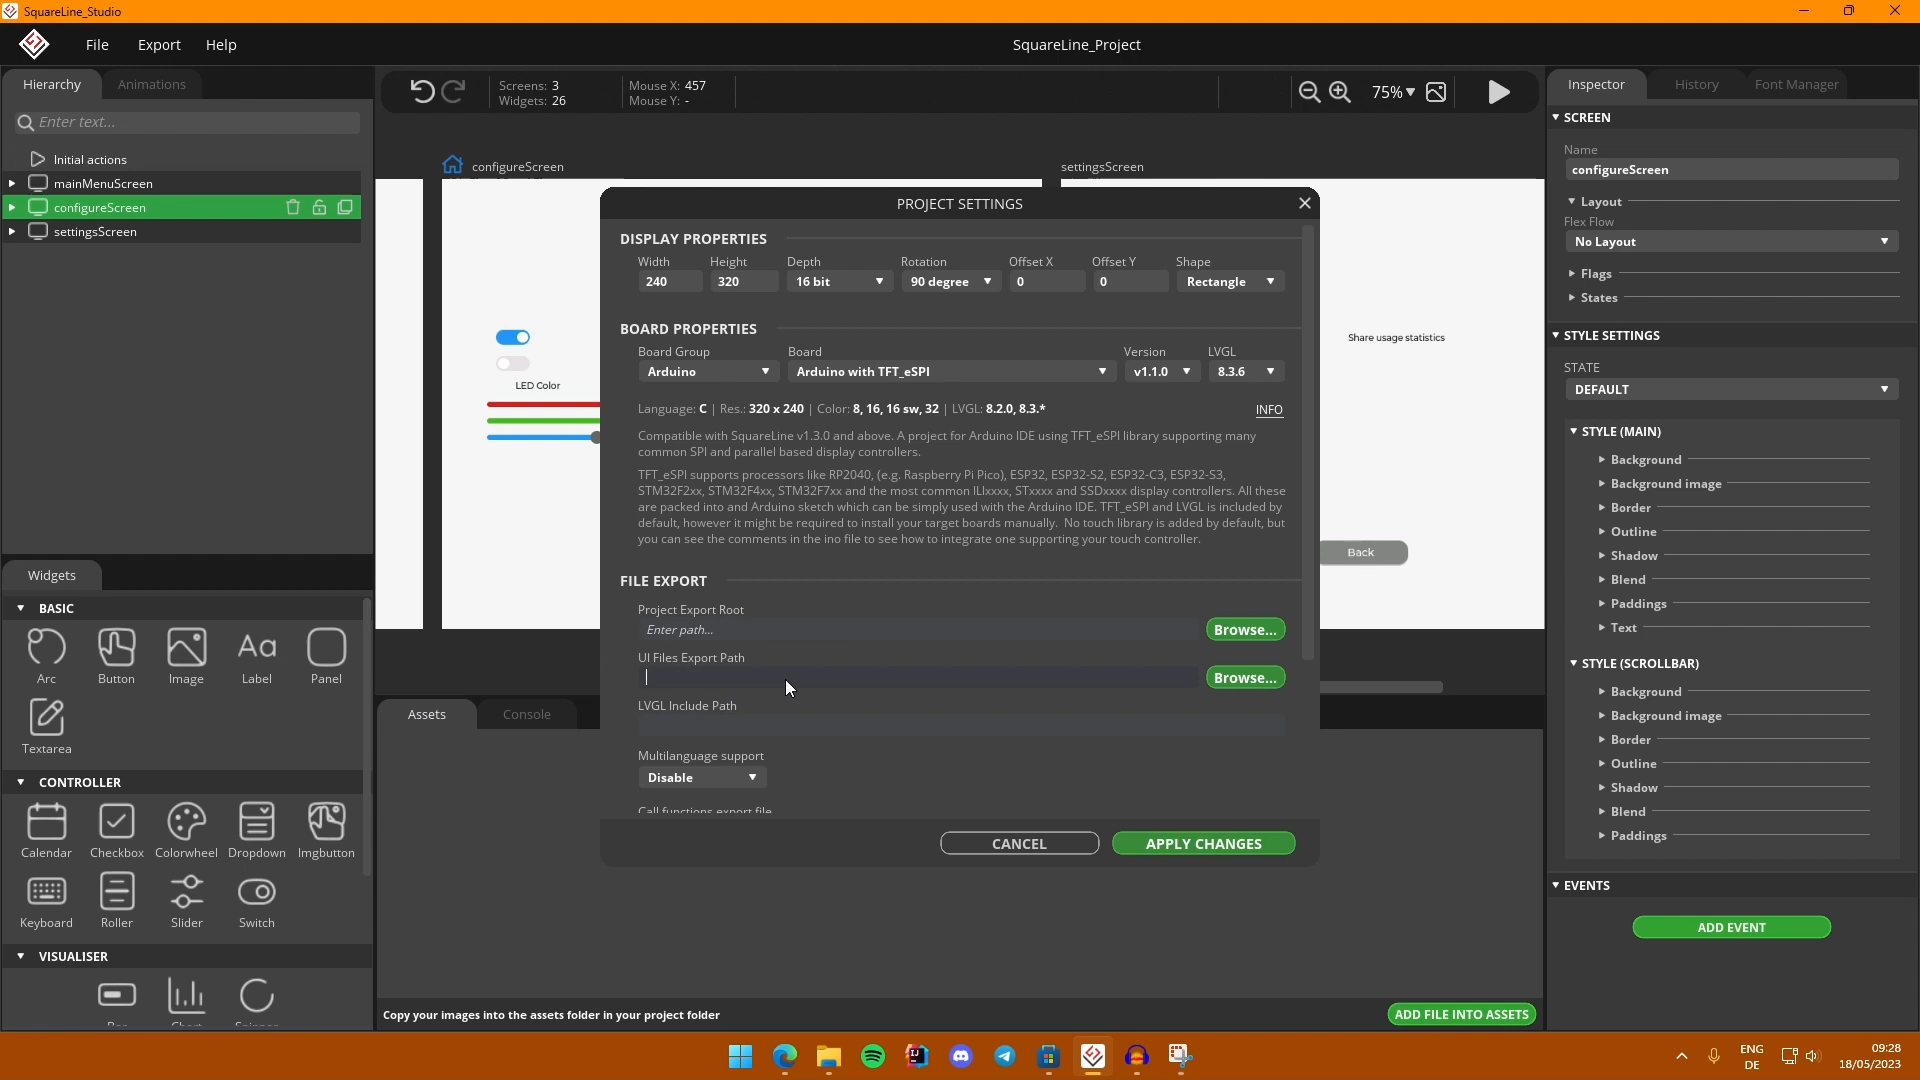 SquareLine_Studio
File Export Help
SquareLine_Project
Hierarchy Animations
Screens: 3
Widgets: 26
Mouse X: 457
Mouse Y: -
75%
Inspector History Font Manager
Enter text...
Initial actions
mainMenuScreen
configureScreen
settingsScreen
configureScreen
settingsScreen
LED Color
Share usage statistics
Back
PROJECT SETTINGS
DISPLAY PROPERTIES
Width Height Depth Rotation Offset X Offset Y Shape
240 320 16 bit 90 degree 0 0 Rectangle
BOARD PROPERTIES
Board Group Board Version LVGL
Arduino Arduino with TFT_eSPI v1.1.0 8.3.6
Language: C | Res.: 320 x 240 | Color: 8, 16, 16 sw, 32 | LVGL: 8.2.0, 8.3.*
INFO
Compatible with SquareLine v1.3.0 and above. A project for Arduino IDE using TFT_eSPI library supporting many
common SPI and parallel based display controllers.
TFT_eSPI supports processors like RP2040, (e.g. Raspberry Pi Pico), ESP32, ESP32-S2, ESP32-C3, ESP32-S3,
STM32F2xx, STM32F4xx, STM32F7xx and the most common ILIxxxx, STxxxx and SSDxxxx display controllers. All these
are packed into and Arduino sketch which can be simply used with the Arduino IDE. TFT_eSPI and LVGL is included by
default, however it might be required to install your target boards manually. No touch library is added by default, but
you can see the comments in the ino file to see how to integrate one supporting your touch controller.
FILE EXPORT
Project Export Root
Enter path...
Browse...
UI Files Export Path
Browse...
LVGL Include Path
Multilanguage support
Disable
Call functions export file
CANCEL
APPLY CHANGES
Widgets
BASIC
Arc Button Image Label Panel
Textarea
CONTROLLER
Calendar Checkbox Colorwheel Dropdown Imgbutton
Keyboard Roller Slider Switch
VISUALISER
Bar Chart Spinner
Assets Console
Copy your images into the assets folder in your project folder
ADD FILE INTO ASSETS
SCREEN
Name
configureScreen
Layout
Flex Flow
No Layout
Flags
States
STYLE SETTINGS
STATE
DEFAULT
STYLE (MAIN)
Background
Background image
Border
Outline
Shadow
Blend
Paddings
Text
STYLE (SCROLLBAR)
Background
Background image
Border
Outline
Shadow
Blend
Paddings
EVENTS
ADD EVENT
ENG
DE
09:28
18/05/2023